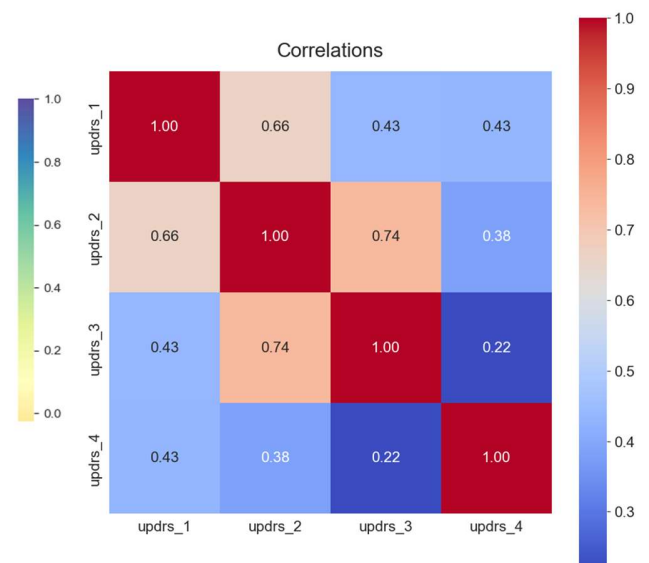 Correlations
1.0
0.8
0.6
0.4
0.2
0.0
updrs_1
1.00 0.66 0.43 0.43
updrs_2
0.66 1.00 0.74 0.38
updrs_3
0.43 0.74 1.00 0.22
updrs_4
0.43 0.38 0.22 1.00
updrs_1 updrs_2 updrs_3 updrs_4
1.0
0.9
0.8
0.7
0.6
0.5
0.4
0.3